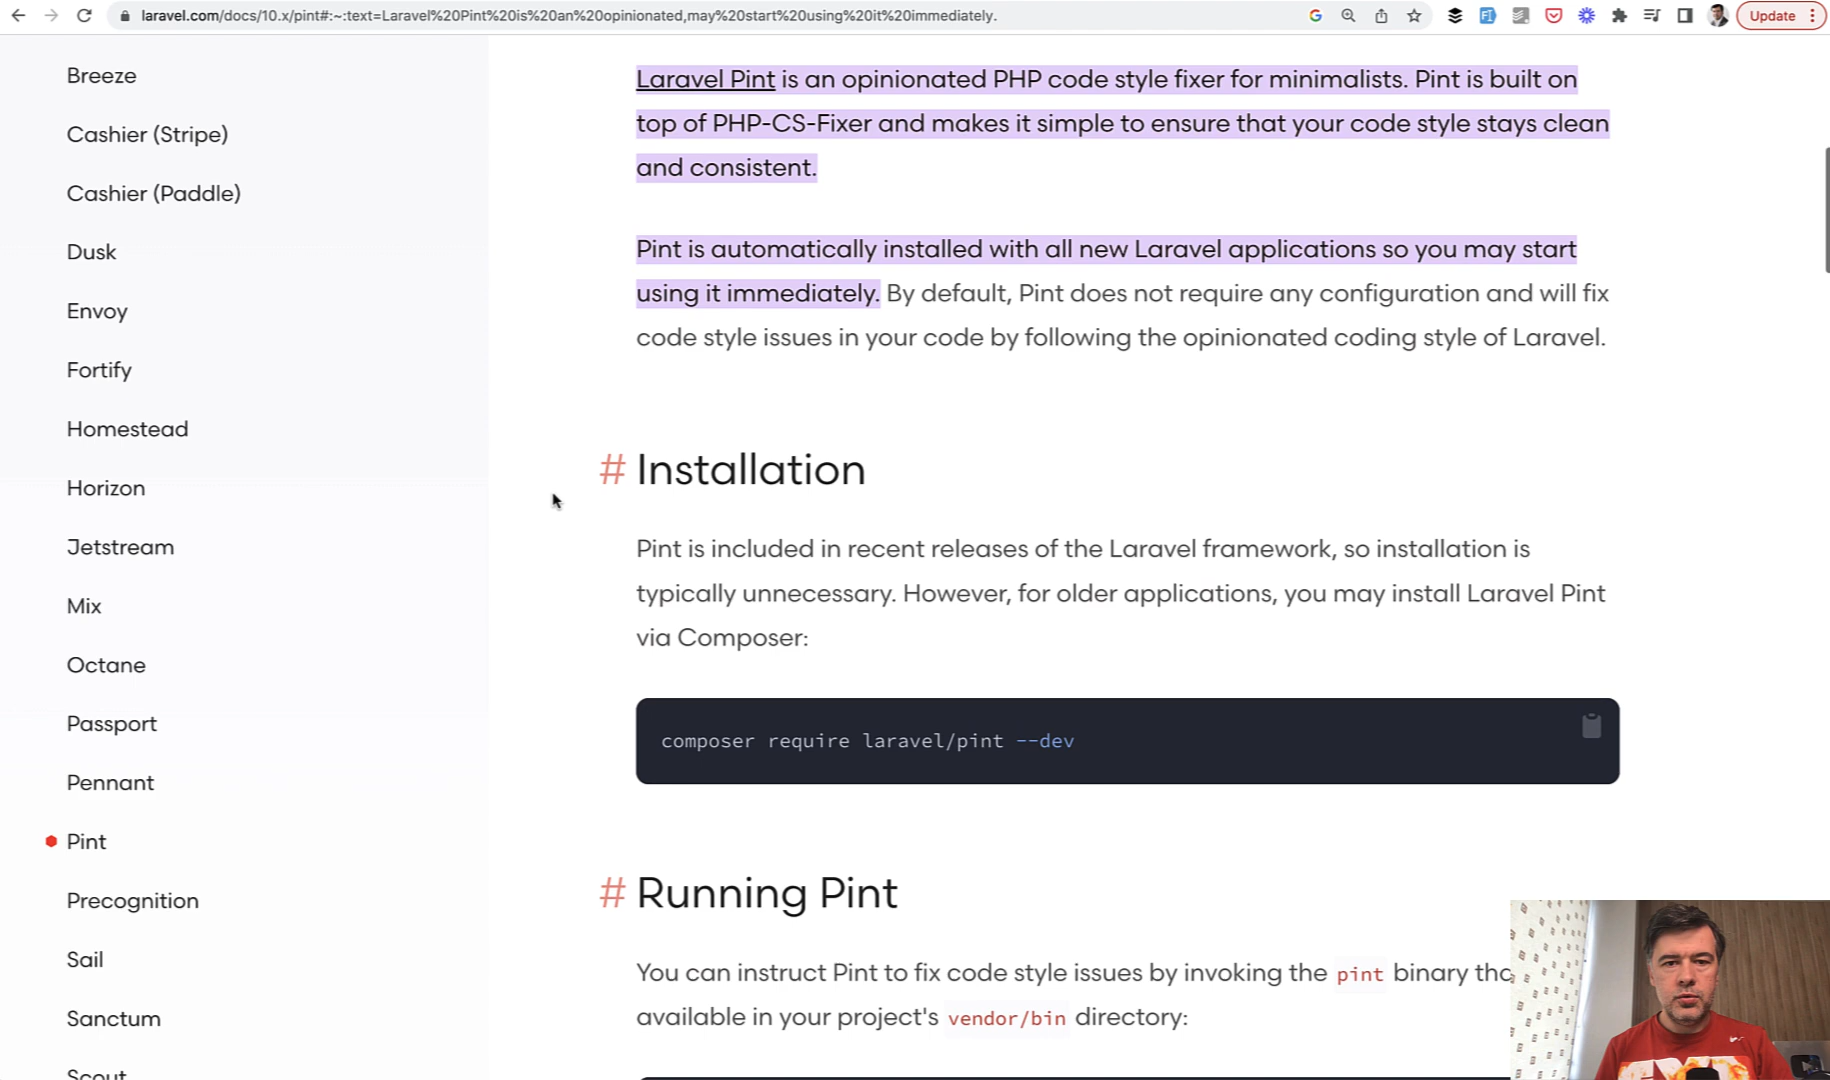 laravel.com/docs/10.x/pint#:~:text=Laravel%20Pint%20is%20an%20opinionated,may%20start%20using%20it%20immediately.
Update
Breeze
Cashier (Stripe)
Cashier (Paddle)
Dusk
Envoy
Fortify
Homestead
Horizon
Jetstream
Mix
Octane
Passport
Pennant
Pint
Precognition
Sail
Sanctum
Scout
Laravel Pint is an opinionated PHP code style fixer for minimalists. Pint is built on
top of PHP-CS-Fixer and makes it simple to ensure that your code style stays clean
and consistent.
Pint is automatically installed with all new Laravel applications so you may start
using it immediately. By default, Pint does not require any configuration and will fix
code style issues in your code by following the opinionated coding style of Laravel.
# Installation
Pint is included in recent releases of the Laravel framework, so installation is
typically unnecessary. However, for older applications, you may install Laravel Pint
via Composer:
composer require laravel/pint --dev
# Running Pint
You can instruct Pint to fix code style issues by invoking the pint binary
available in your project's vendor/bin directory: